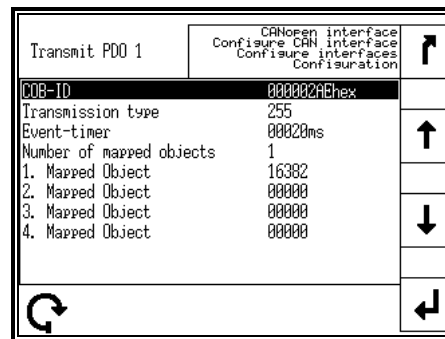 Transmit PDO 1
CANopen interface
Configure CAN interface
Configure interfaces
Configuration
COB-ID 000002AEhex
Transmission type 255
Event-timer 00020ms
Number of mapped objects 1
1. Mapped Object 16382
2. Mapped Object 00000
3. Mapped Object 00000
4. Mapped Object 00000